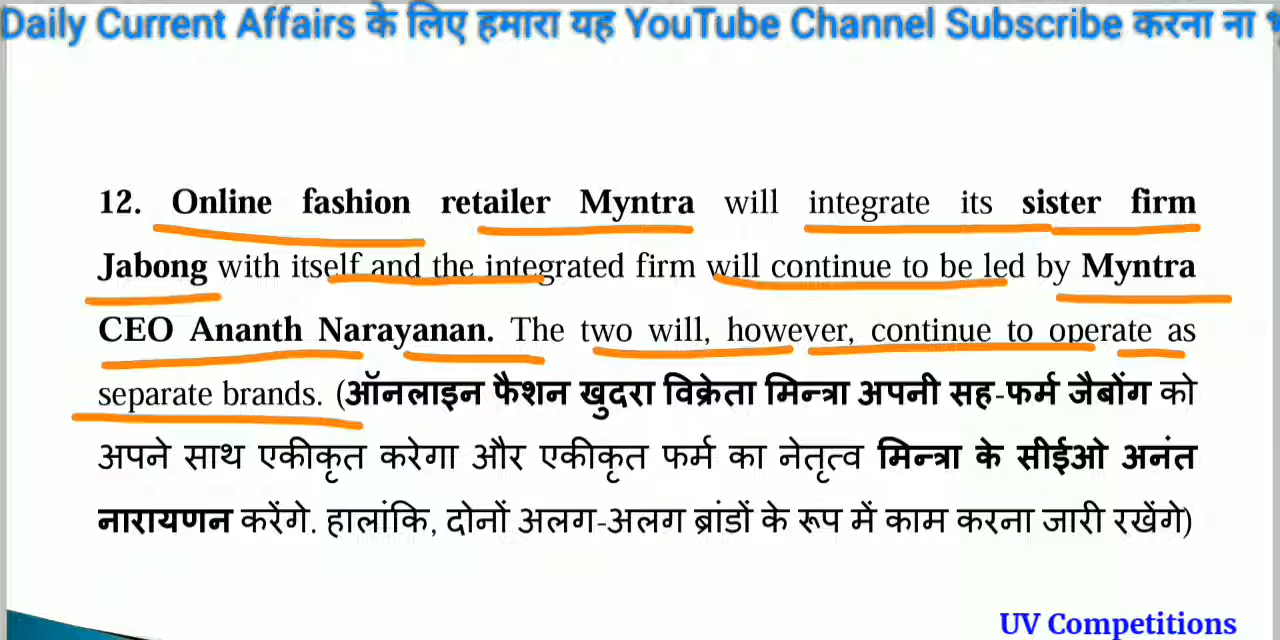 Daily Current Affairs के लिए हमारा यह YouTube Channel Subscribe करना ना
12. Online fashion retailer Myntra will integrate its sister firm
Jabong with itself and the integrated firm will continue to be led by Myntra
CEO Ananth Narayanan. The two will, however, continue to operate as
separate brands. (ऑनलाइन फैशन खुदरा विक्रेता मिन्त्रा अपनी सह-फर्म जैबोंग को
अपने साथ एकीकृत करेगा और एकीकृत फर्म का नेतृत्व मिन्त्रा के सीईओ अनंत
नारायणन करेंगे. हालांकि, दोनों अलग-अलग ब्रांडों के रूप में काम करना जारी रखेंगे)
UV Competitions